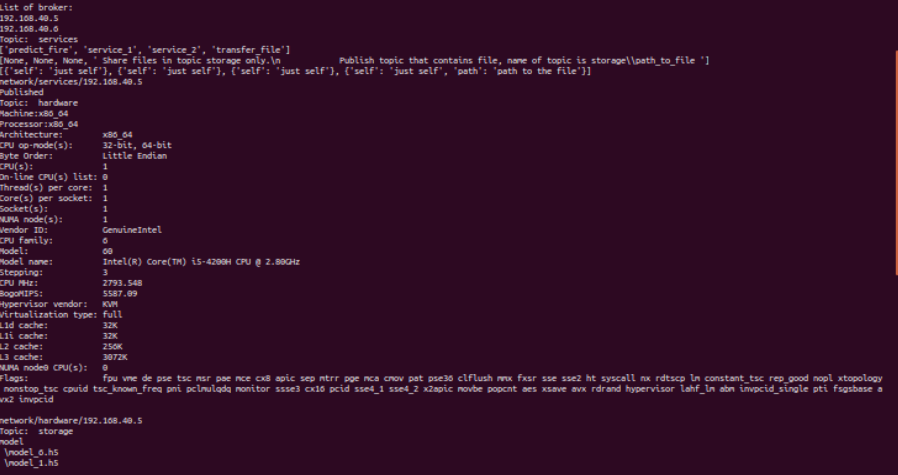 List of broker:
192.168.40.5
192.168.40.6
Topic:  services
['predict_fire', 'service_1', 'service_2', 'transfer_file']
[None, None, None, ' Share files in topic storage only.\n           Publish topic that contains file, name of topic is storage\\path_to_file ']
[{'self': 'just self'}, {'self': 'just self'}, {'self': 'just self'}, {'self': 'just self', 'path': 'path to the file'}]
network/services/192.168.40.5
Published
Topic:  hardware
Machine:x86_64
Processor:x86_64
Architecture:        x86_64
CPU op-mode(s):      32-bit, 64-bit
Byte Order:          Little Endian
CPU(s):              1
On-line CPU(s) list: 0
Thread(s) per core:  1
Core(s) per socket:  1
Socket(s):           1
NUMA node(s):        1
Vendor ID:           GenuineIntel
CPU family:          6
Model:               60
Model name:          Intel(R) Core(TM) i5-4200H CPU @ 2.80GHz
Stepping:            3
CPU MHz:             2793.548
BogoMIPS:            5587.09
Hypervisor vendor:   KVM
Virtualization type: full
L1d cache:           32K
L1i cache:           32K
L2 cache:            256K
L3 cache:            3072K
NUMA node0 CPU(s):   0
Flags:               fpu vme de pse tsc msr pae mce cx8 apic sep mtrr pge mca cmov pat pse36 clflush mmx fxsr sse sse2 ht syscall nx rdtscp lm constant_tsc rep_good nopl xtopology
nonstop_tsc cpuid tsc_known_freq pni pclmulqdq monitor ssse3 cx16 pcid sse4_1 sse4_2 x2apic movbe popcnt aes xsave avx rdrand hypervisor lahf_lm abm invpcid_single pti fsgsbase a
vx2 invpcid
network/hardware/192.168.40.5
Topic:  storage
model
\model_6.h5
\model_1.h5